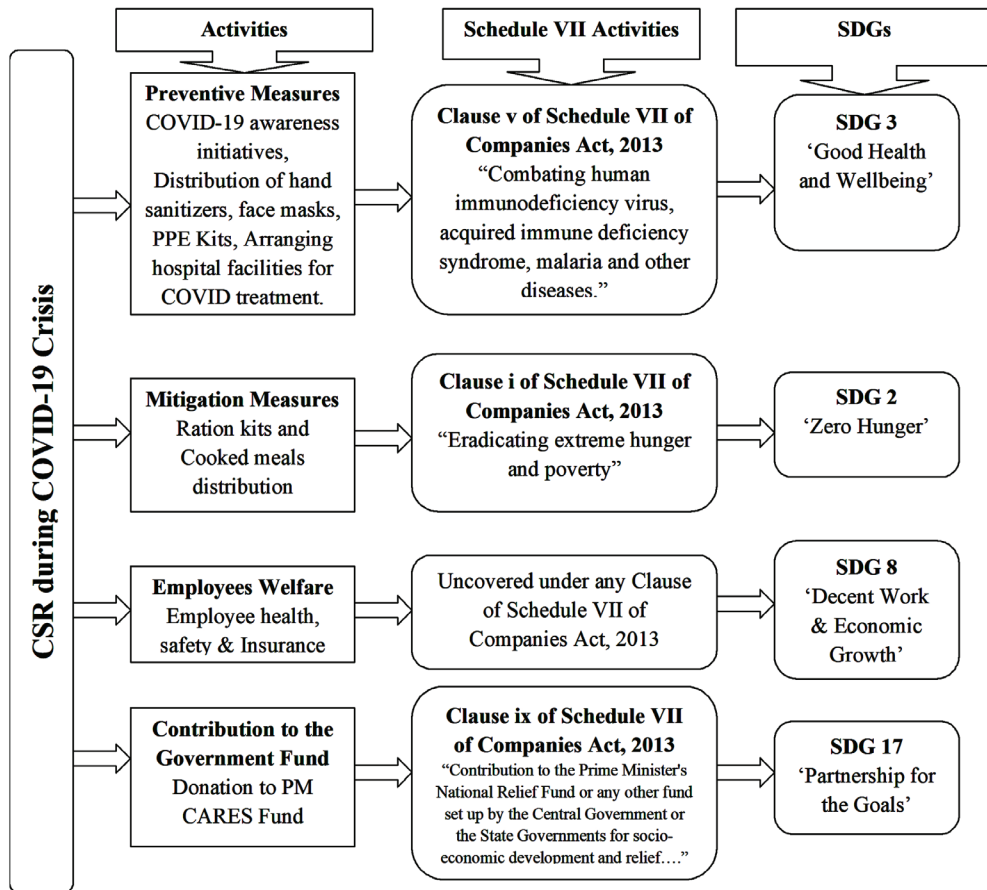 Activities
Schedule VII Activities
SDGs
CSR during COVID-19 Crisis
Preventive Measures
COVID-19 awareness
initiatives,
Distribution of hand
sanitizers, face masks,
PPE Kits, Arranging
hospital facilities for
COVID treatment.
Clause v of Schedule VII of
Companies Act, 2013
“Combating human
immunodeficiency virus,
acquired immune deficiency
syndrome, malaria and other
diseases.”
SDG 3
‘Good Health
and Wellbeing’
Mitigation Measures
Ration kits and
Cooked meals
distribution
Clause i of Schedule VII of
Companies Act, 2013
“Eradicating extreme hunger
and poverty”
SDG 2
‘Zero Hunger’
Employees Welfare
Employee health,
safety & Insurance
Uncovered under any Clause
of Schedule VII of
Companies Act, 2013
SDG 8
‘Decent Work
& Economic
Growth’
Contribution to the
Government Fund
Donation to PM
CARES Fund
Clause ix of Schedule VII
of Companies Act, 2013
“Contribution to the Prime Minister's
National Relief Fund or any other fund
set up by the Central Government or
the State Governments for socio-
economic development and relief….”
SDG 17
‘Partnership for
the Goals’